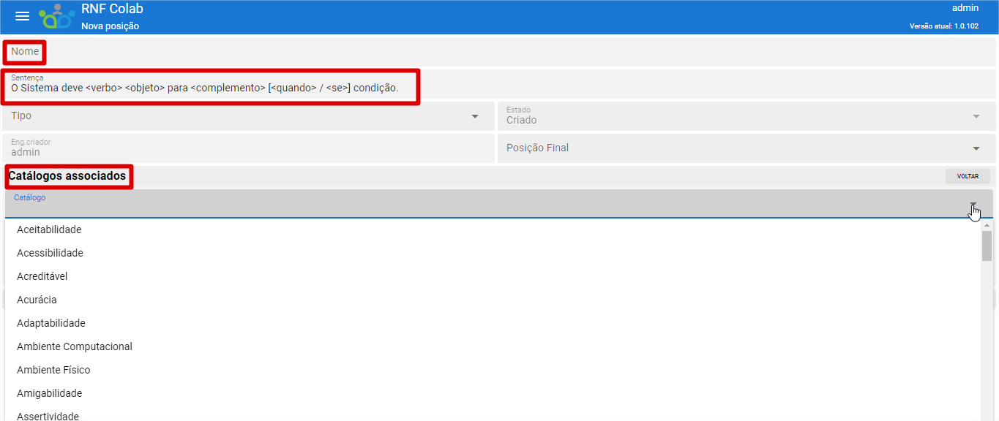 RNF Colab
Nova posição
admin
Versão atual: 1.0.102
Nome
Sentença
O Sistema deve <verbo> <objeto> para <complemento> [<quando> / <se>] condição.
Tipo
Estado
Criado
Eng.criador
admin
Posição Final
Catálogos associados
VOLTAR
Catálogo
Aceitabilidade
Acessibilidade
Acreditável
Acurácia
Adaptabilidade
Ambiente Computacional
Ambiente Físico
Amigabilidade
Assertividade